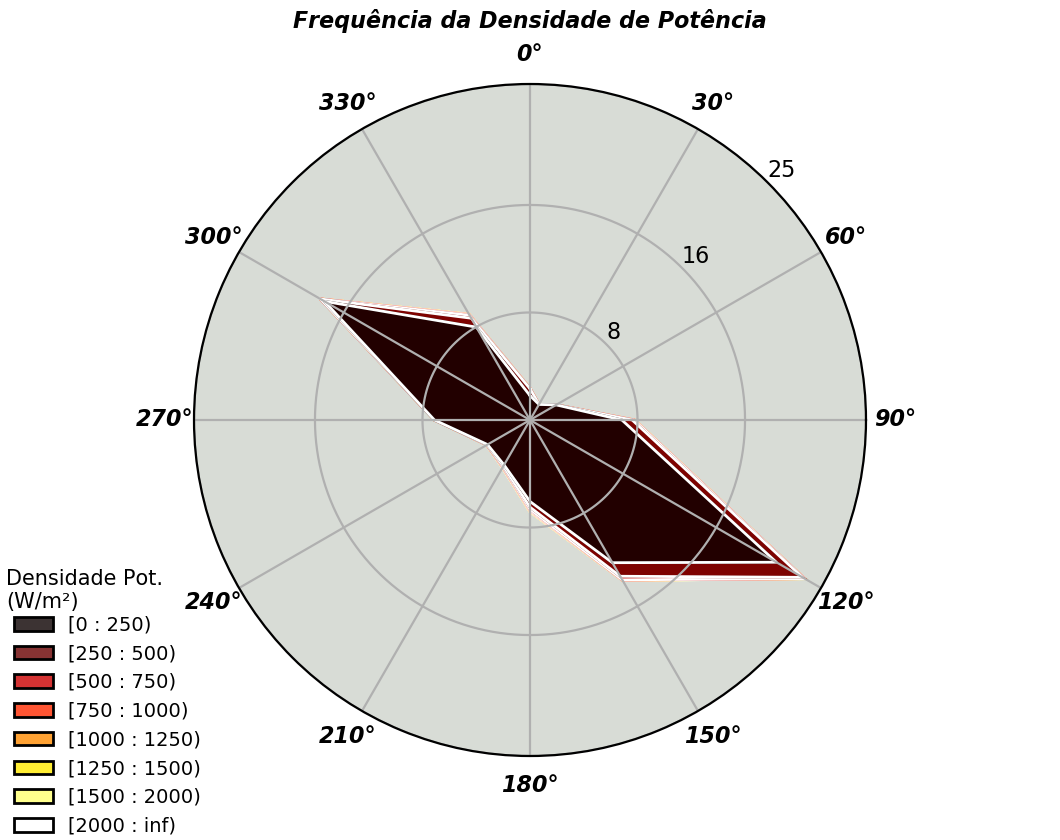 Frequência da Densidade de Potência
0°
330°
30°
25
300°
60°
16
8
270°
90°
240°
120°
210°
150°
180°
Densidade Pot.
(W/m²)
[0 : 250)
[250 : 500)
[500 : 750)
[750 : 1000)
[1000 : 1250)
[1250 : 1500)
[1500 : 2000)
[2000 : inf)